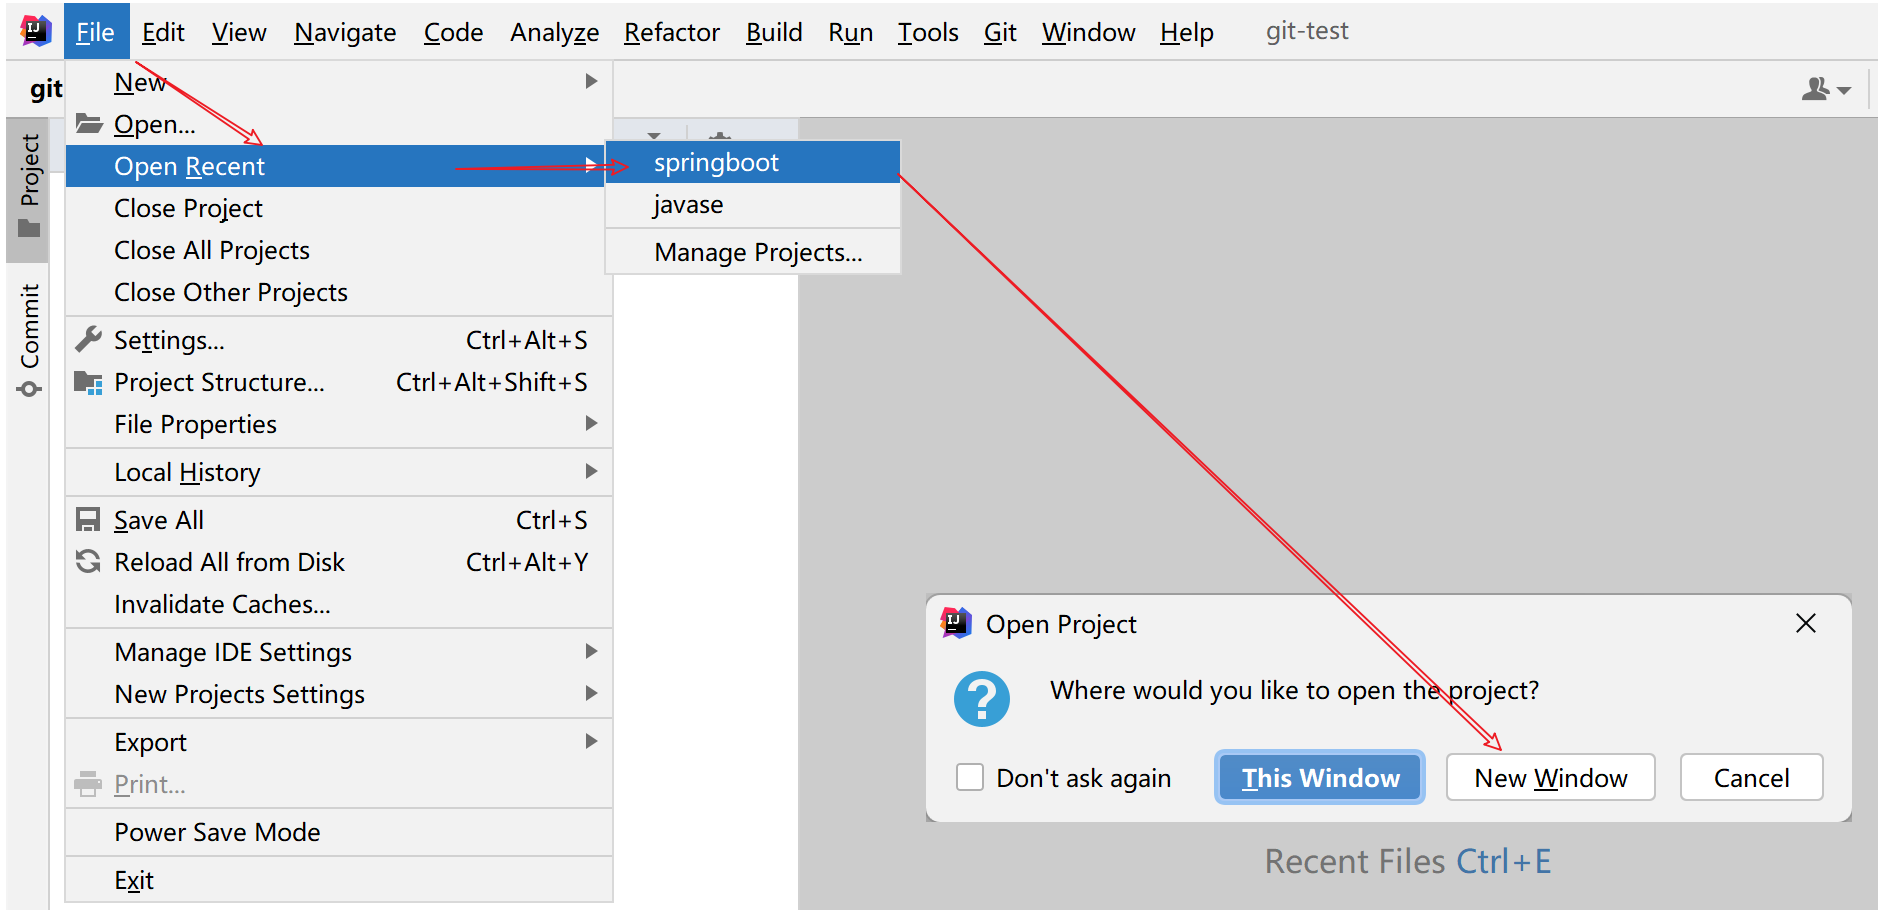 IJ File Edit View Navigate Code Analyze Refactor Build Run Tools Git Window Help git-test
git
Project
Commit
New
Open...
Open Recent
Close Project
Close All Projects
Close Other Projects
Settings... Ctrl+Alt+S
Project Structure... Ctrl+Alt+Shift+S
File Properties
Local History
Save All Ctrl+S
Reload All from Disk Ctrl+Alt+Y
Invalidate Caches...
Manage IDE Settings
New Projects Settings
Export
Print...
Power Save Mode
Exit
springboot
javase
Manage Projects...
IJ Open Project
Where would you like to open the project?
Don't ask again This Window New Window Cancel
Recent Files Ctrl+E